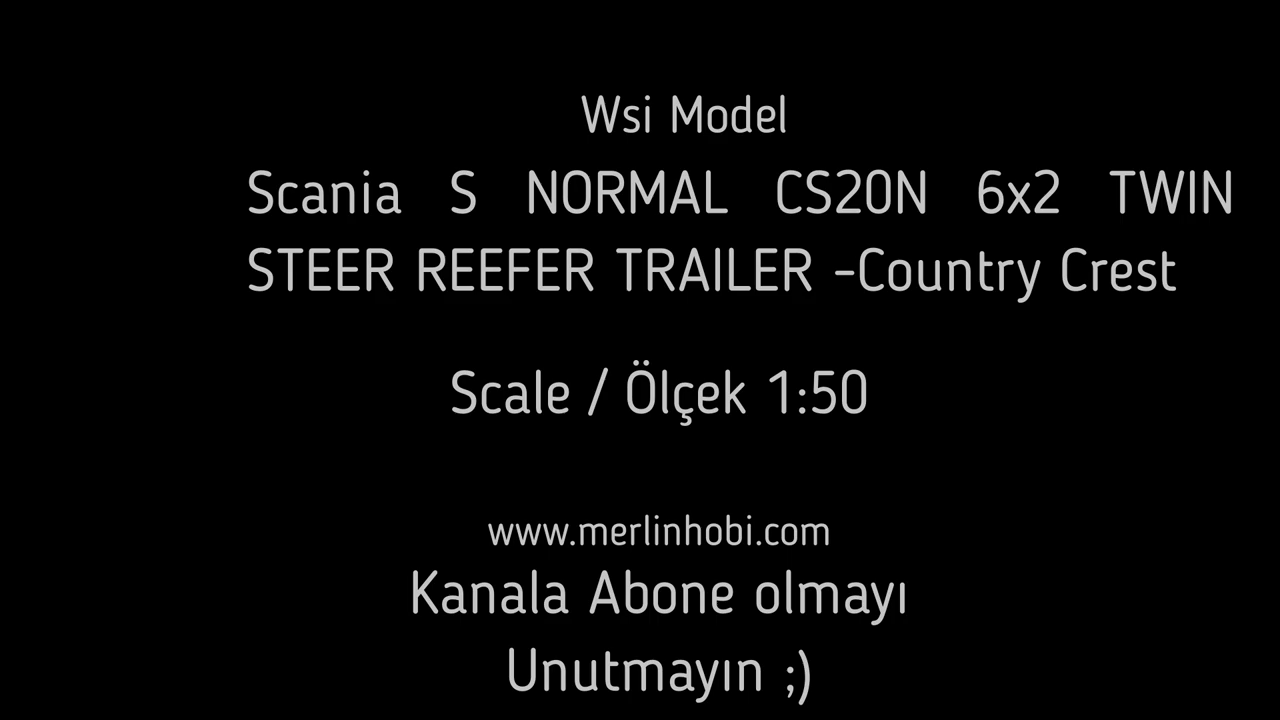 Wsi Model
Scania S NORMAL CS20N 6x2 TWIN
STEER REEFER TRAILER -Country Crest
Scale / Ölçek 1:50
www.merlinhobi.com
Kanala Abone olmayı
Unutmayın ;)